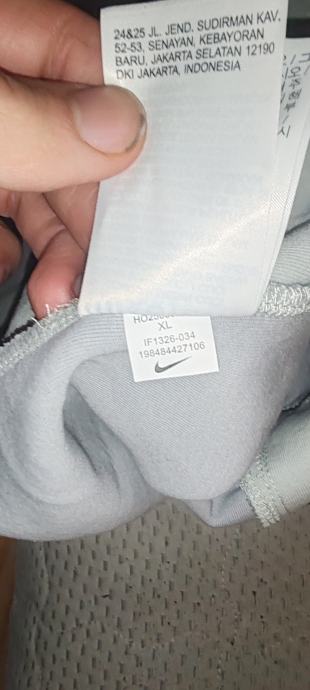 24&25 JL. JEND. SUDIRMAN KAV.
52-53, SENAYAN, KEBAYORAN
BARU, JAKARTA SELATAN 12190
DKI JAKARTA, INDONESIA
XL
IF1326-034
198484427106